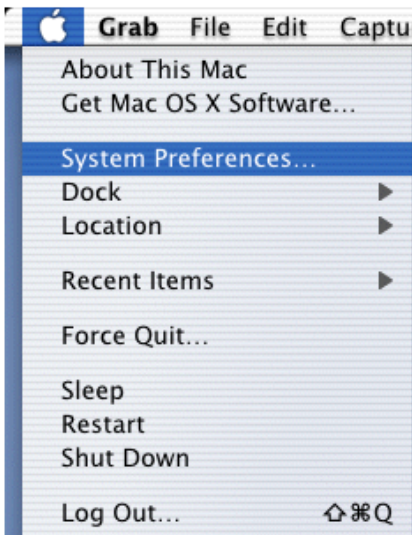 Grab File Edit Captu
About This Mac
Get Mac OS X Software...
System Preferences...
Dock
Location
Recent Items
Force Quit...
Sleep
Restart
Shut Down
Log Out... ⇧⌘Q